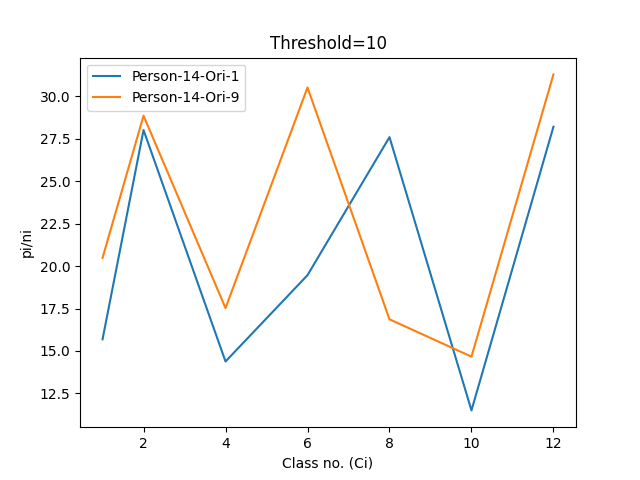 Threshold=10
Person-14-Ori-1
Person-14-Ori-9
30.0
27.5
25.0
22.5
20.0
17.5
15.0
12.5
pi/ni
2 4 6 8 10 12
Class no. (Ci)